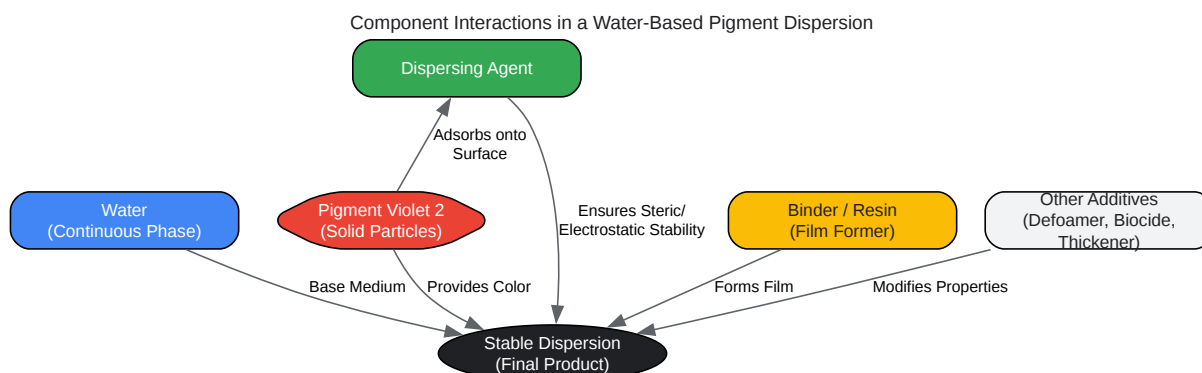 Component Interactions in a Water-Based Pigment Dispersion
Dispersing Agent
Adsorbs onto
Surface
Water
(Continuous Phase)
Pigment Violet 2
(Solid Particles)
Ensures Steric/
Electrostatic Stability
Binder / Resin
(Film Former)
Other Additives
(Defoamer, Biocide,
Thickener)
Base Medium
Provides Color
Forms Film
Modifies Properties
Stable Dispersion
(Final Product)